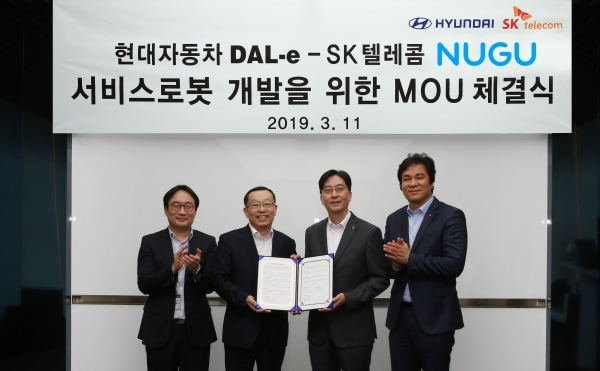 HYUNDAI SK telecom
현대자동차 DAL-e – SK텔레콤 NUGU
서비스로봇 개발을 위한 MOU 체결식
2019. 3. 11